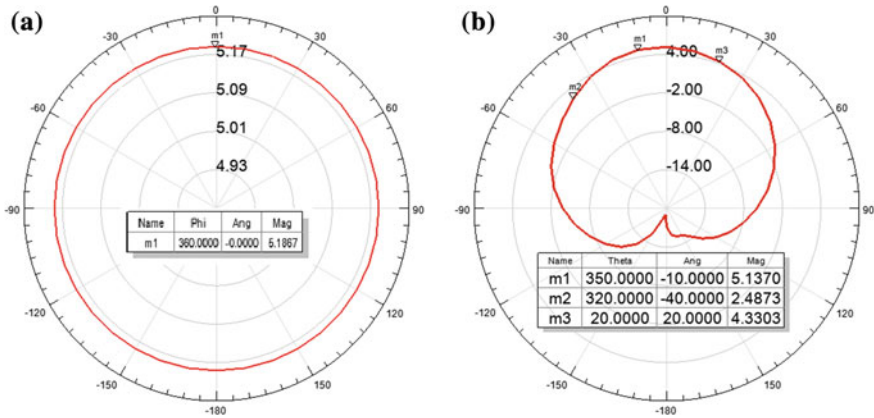 (a)
0
-30
30
m1
5.17
-60
60
5.09
5.01
4.93
-90
90
Name Phi Ang Mag
m1 360.0000 -0.0000 5.1867
-120
120
-150
150
-180
(b)
0
-30
30
m1
m3
4.00
m2
-60
60
-2.00
-8.00
-14.00
-90
90
Name Theta Ang Mag
m1 350.0000 -10.0000 5.1370
m2 320.0000 -40.0000 2.4873
m3 20.0000 20.0000 4.3303
-120
120
-150
150
-180